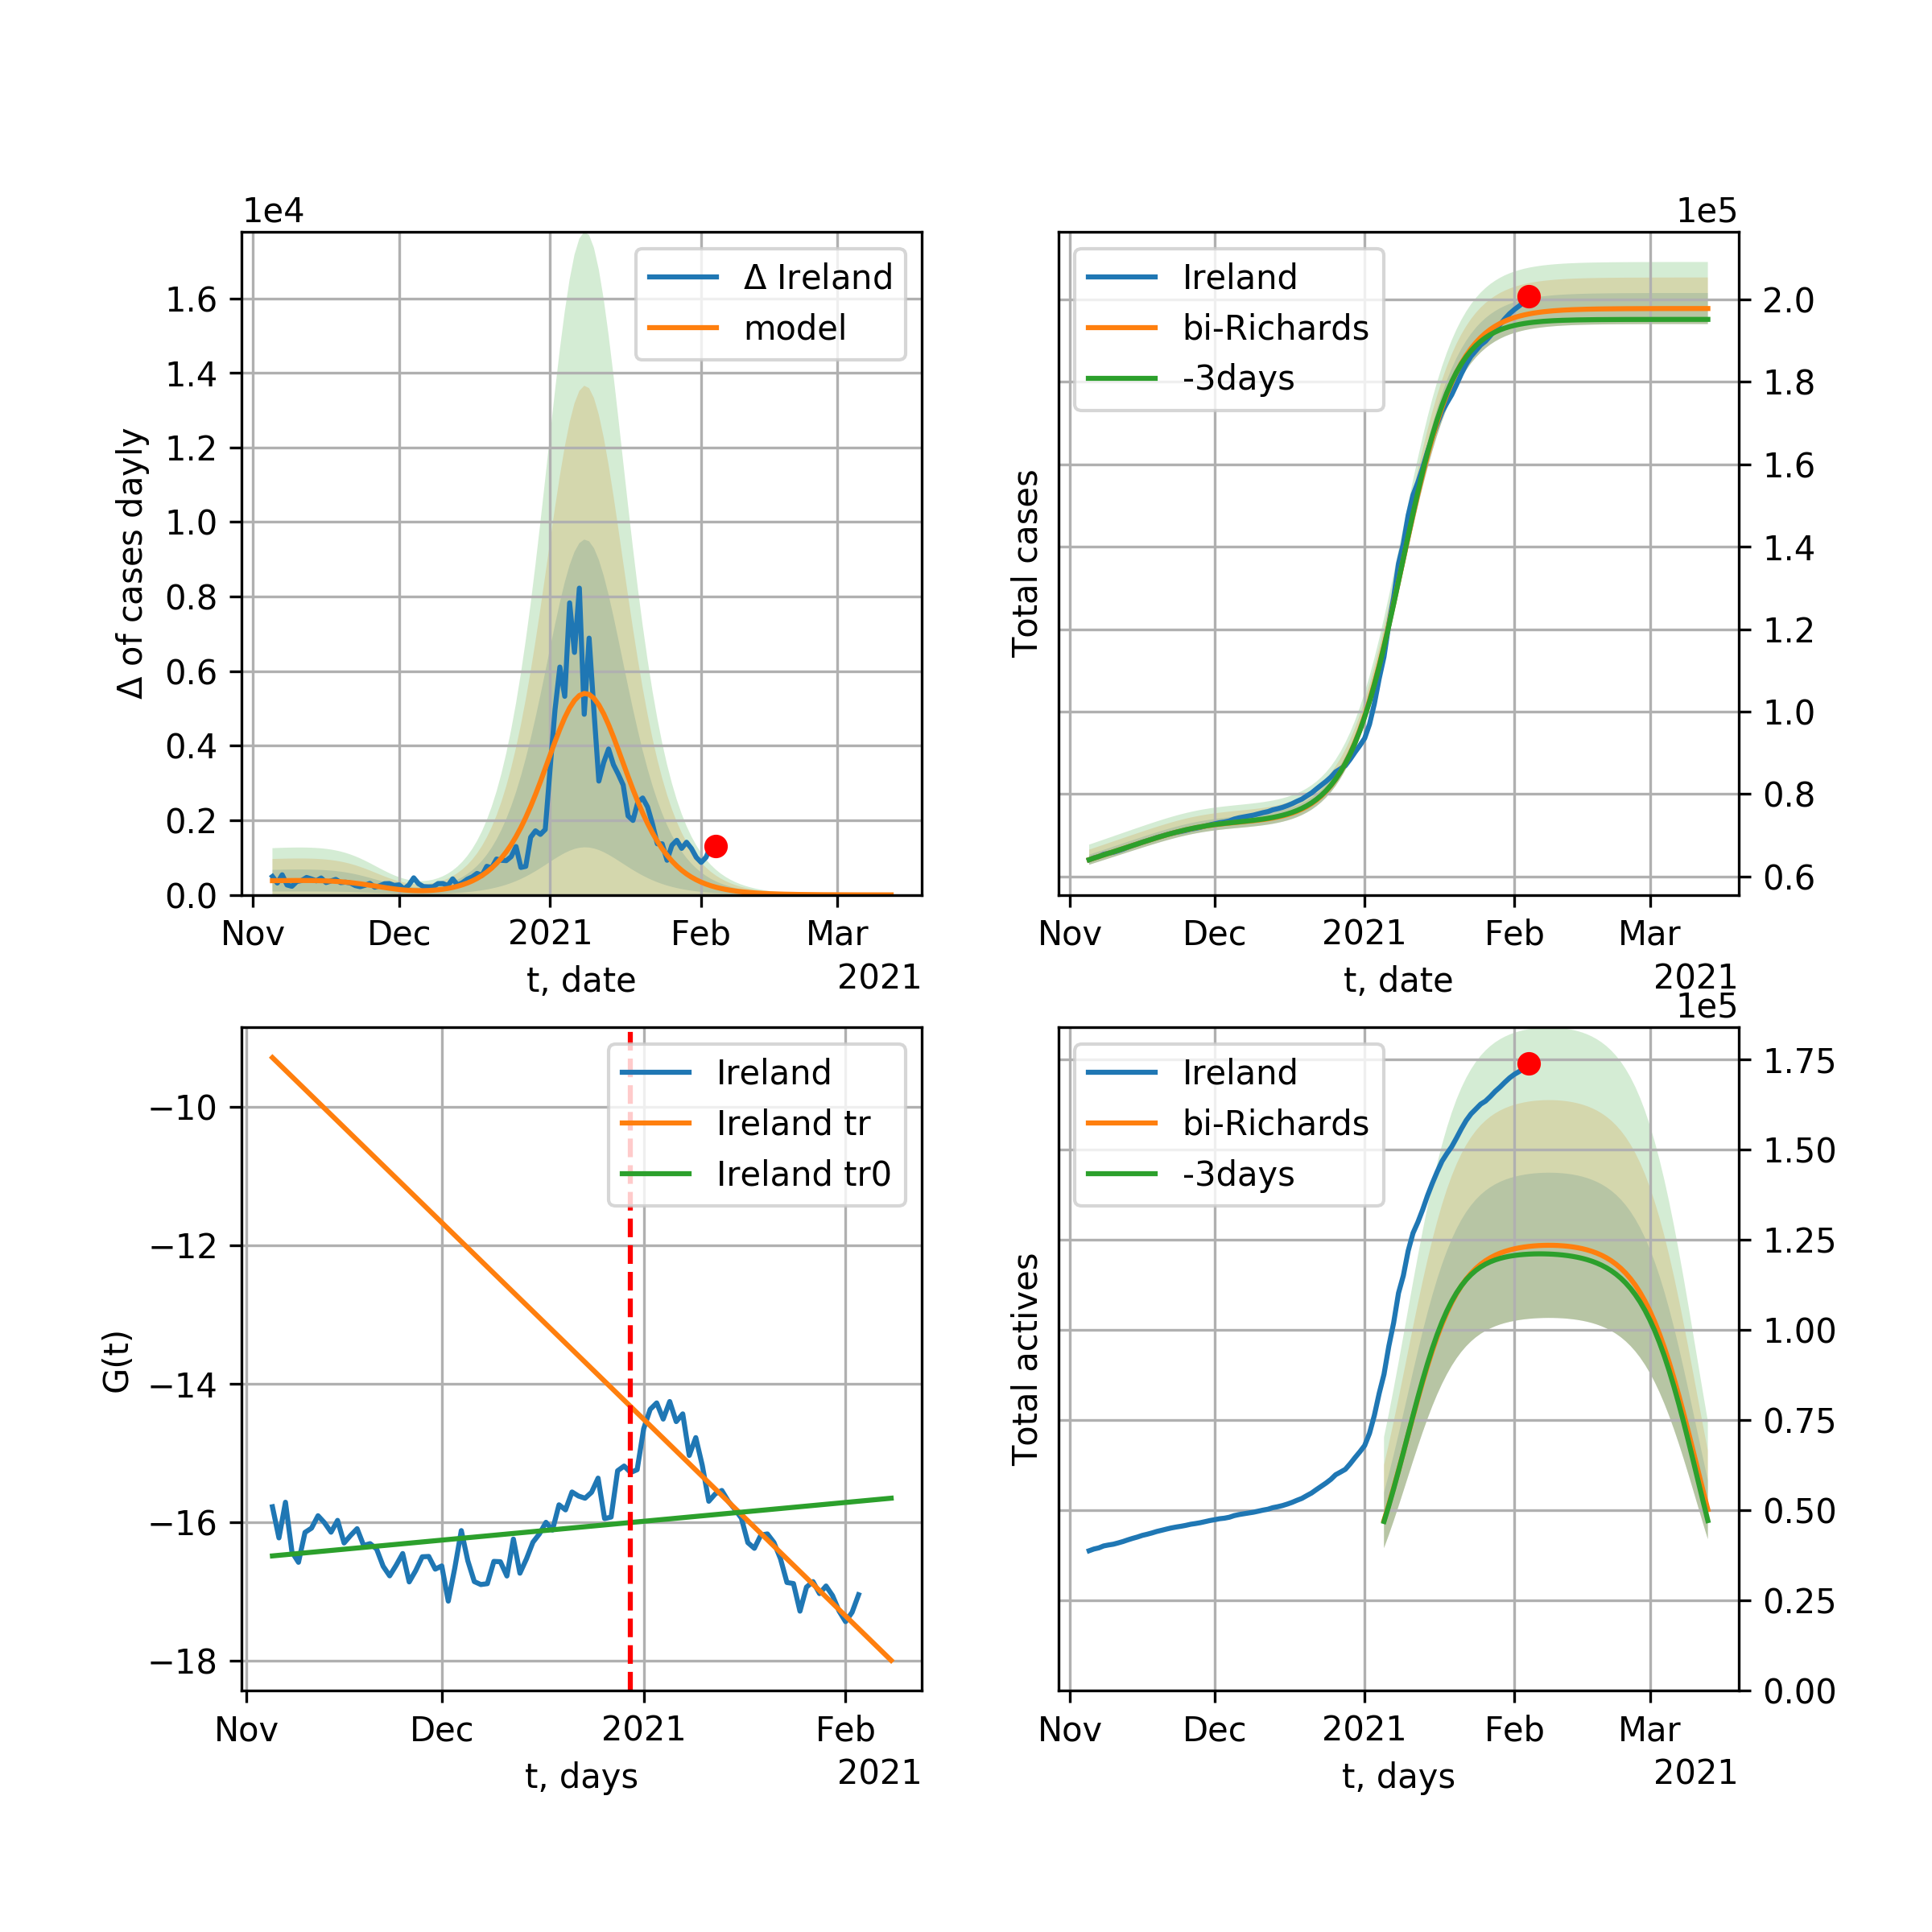 1e4
Δ of cases dayly
1.6
1.4
1.2
1.0
0.8
0.6
0.4
0.2
0.0
Δ Ireland
model
Nov Dec 2021 Feb Mar
t, date
2021
1e5
Total cases
Ireland
bi-Richards
-3days
2.0
1.8
1.6
1.4
1.2
1.0
0.8
0.6
Nov Dec 2021 Feb Mar
t, date
2021
G(t)
−10
−12
−14
−16
−18
Ireland
Ireland tr
Ireland tr0
Nov Dec 2021 Feb
t, days
2021
1e5
Total actives
Ireland
bi-Richards
-3days
1.75
1.50
1.25
1.00
0.75
0.50
0.25
0.00
Nov Dec 2021 Feb Mar
t, days
2021